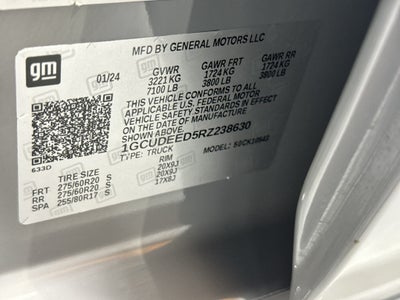 MFD BY GENERAL MOTORS LLC
gm
01/24 GVWR GAWR FRT GAWR RR
3221 KG 1724 KG 1724 KG
7100 LB 3800 LB 3800 LB
THIS VEHICLE CONFORMS TO ALL
APPLICABLE U.S. FEDERAL MOTOR
VEHICLE SAFETY STANDARDS IN EFFECT
ON THE DATE OF MANUFACTURE
1GCUDEED5RZ238630
TYPE: TRUCK MODEL:
633D
TIRE SIZE RIM
FRT 275/60R20 S 20X9J
RR 275/60R20 S 20X9J
SPA 255/80R17 S 17X8J